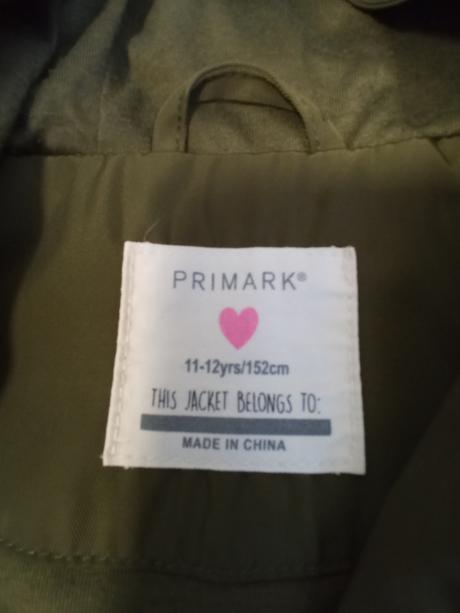 PRIMARK®
11-12yrs/152cm
THIS JACKET BELONGS TO:
MADE IN CHINA